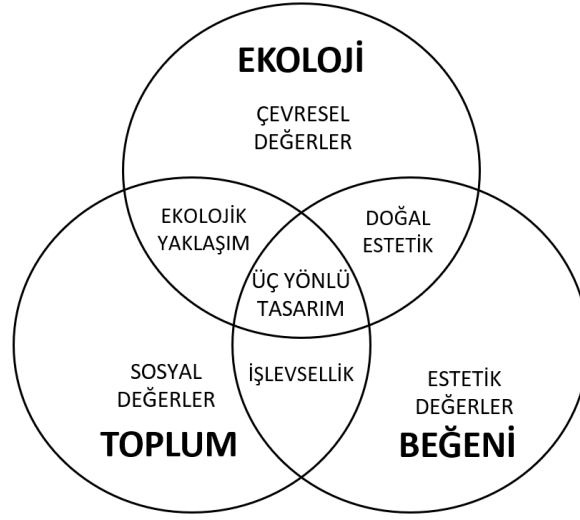 EKOLOJİ
ÇEVRESEL
DEĞERLER
EKOLOJİK
YAKLAŞIM
DOĞAL
ESTETİK
ÜÇ YÖNLÜ
TASARIM
SOSYAL
DEĞERLER
TOPLUM
İŞLEVSELLİK
ESTETİK
DEĞERLER
BEĞENİ